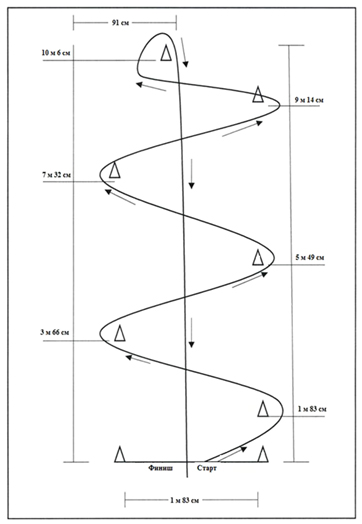 91 см
10 м 6 см
9 м 14 см
7 м 32 см
5 м 49 см
3 м 66 см
1 м 83 см
Финиш Старт
1 м 83 см